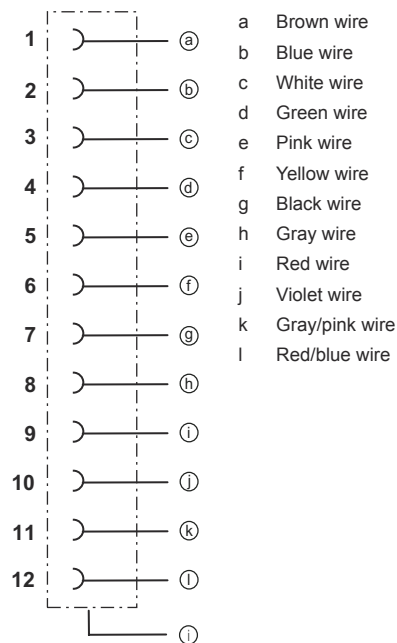 1 ⓐ
2 ⓑ
3 ⓒ
4 ⓓ
5 ⓔ
6 ⓕ
7 ⓖ
8 ⓗ
9 ⓘ
10 ⓙ
11 ⓚ
12 ⓛ
a Brown wire
b Blue wire
c White wire
d Green wire
e Pink wire
f Yellow wire
g Black wire
h Gray wire
i Red wire
j Violet wire
k Gray/pink wire
l Red/blue wire